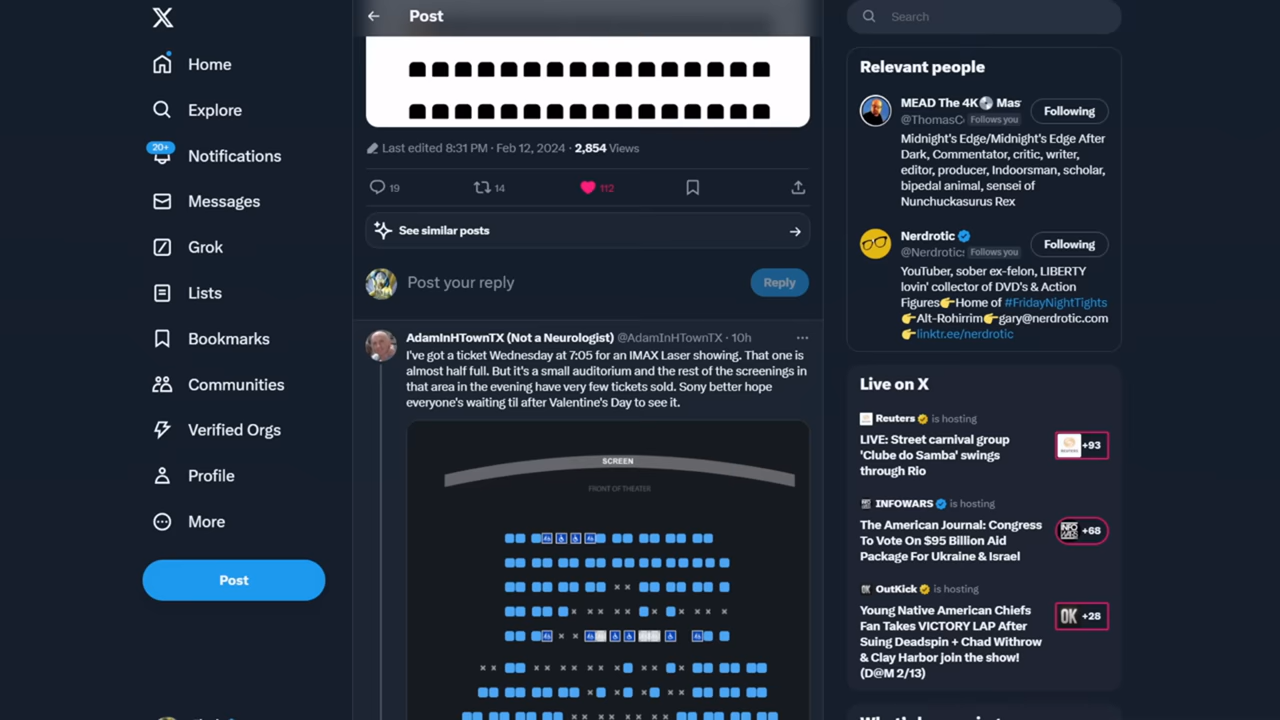 X
Home
Explore
20+
Notifications
Messages
Grok
Lists
Bookmarks
Communities
Verified Orgs
Profile
More
Post
Post
Last edited 8:31 PM · Feb 12, 2024 · 2,854 Views
19
14
112
See similar posts
Post your reply
Reply
AdamInHTownTX (Not a Neurologist) @AdamInHTownTX · 10h
I've got a ticket Wednesday at 7:05 for an IMAX Laser showing. That one is
almost half full. But it's a small auditorium and the rest of the screenings in
that area in the evening have very few tickets sold. Sony better hope
everyone's waiting til after Valentine's Day to see it.
SCREEN
FRONT OF THEATER
Search
Relevant people
MEAD The 4K💿 Mas
@ThomasC Follows you
Following
Midnight's Edge/Midnight's Edge After
Dark, Commentator, critic, writer,
editor, producer, Indoorsman, scholar,
bipedal animal, sensei of
Nunchuckasurus Rex
Nerdrotic
@Nerdrotic Follows you
Following
YouTuber, sober ex-felon, LIBERTY
lovin' collector of DVD's & Action
Figures👉Home of #FridayNightTights
👉Alt-Rohirrim👉gary@nerdrotic.com
👉linktr.ee/nerdrotic
Live on X
Reuters is hosting
LIVE: Street carnival group
'Clube do Samba' swings
through Rio
+93
INFOWARS is hosting
The American Journal: Congress
To Vote On $95 Billion Aid
Package For Ukraine & Israel
+68
OutKick is hosting
Young Native American Chiefs
Fan Takes VICTORY LAP After
Suing Deadspin + Chad Withrow
& Clay Harbor join the show!
(D@M 2/13)
OK +28